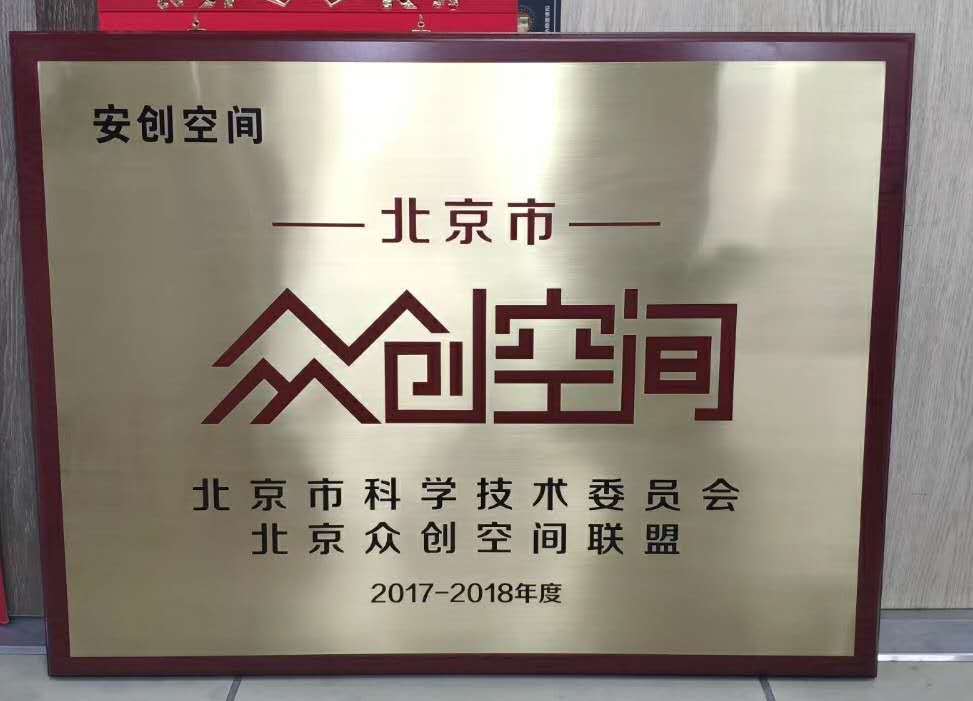 安创空间
北京市
众创空间
北京市科学技术委员会
北京众创空间联盟
2017-2018年度